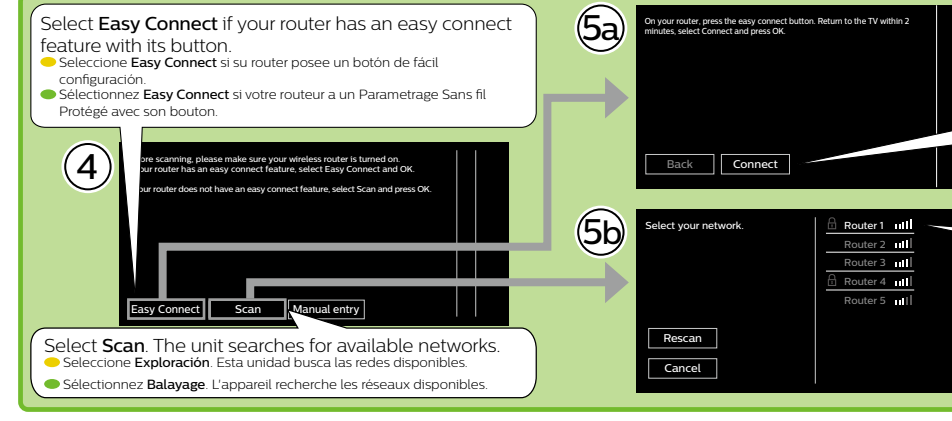 Select Easy Connect if your router has an easy connect
feature with its button.
Seleccione Easy Connect si su router posee un botón de fácil
configuración.
Sélectionnez Easy Connect si votre routeur a un Parametrage Sans fil
Protégé avec son bouton.
4
ore scanning, please make sure your wireless router is turned on.
our router has an easy connect feature, select Easy Connect and OK.
our router does not have an easy connect feature, select Scan and press OK.
Easy Connect
Scan
Manual entry
Select Scan. The unit searches for available networks.
Seleccione Exploración. Esta unidad busca las redes disponibles.
Sélectionnez Balayage. L'appareil recherche les réseaux disponibles.
5a
On your router, press the easy connect button. Return to the TV within 2
minutes, select Connect and press OK.
Back
Connect
5b
Select your network.
Router 1
Router 2
Router 3
Router 4
Router 5
Rescan
Cancel